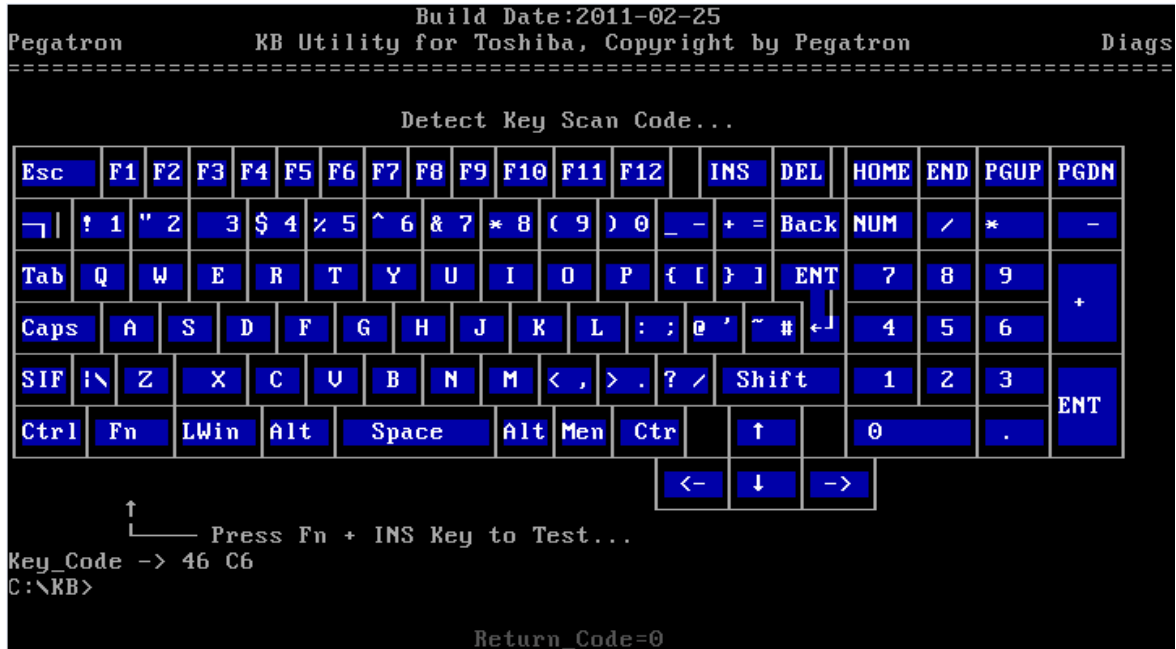 Build Date:2011-02-25
Pegatron KB Utility for Toshiba, Copyright by Pegatron Diags
================================================================================
Detect Key Scan Code...
Esc F1 F2 F3 F4 F5 F6 F7 F8 F9 F10 F11 F12 INS DEL HOME END PGUP PGDN
¬| ! 1 " 2 3 $ 4 % 5 ^ 6 & 7 * 8 ( 9 ) 0 _ - + = Back NUM / * -
Tab Q W E R T Y U I O P { [ } ] ENT 7 8 9 +
Caps A S D F G H J K L : ; @ ' ~ # ←┘ 4 5 6
SIF ¦\ Z X C V B N M < , > . ? / Shift 1 2 3 ENT
Ctrl Fn LWin Alt Space Alt Men Ctr ↑ 0 .
<- ↓ ->
↑
└──── Press Fn + INS Key to Test...
Key_Code -> 46 C6
C:\KB>
Return_Code=0